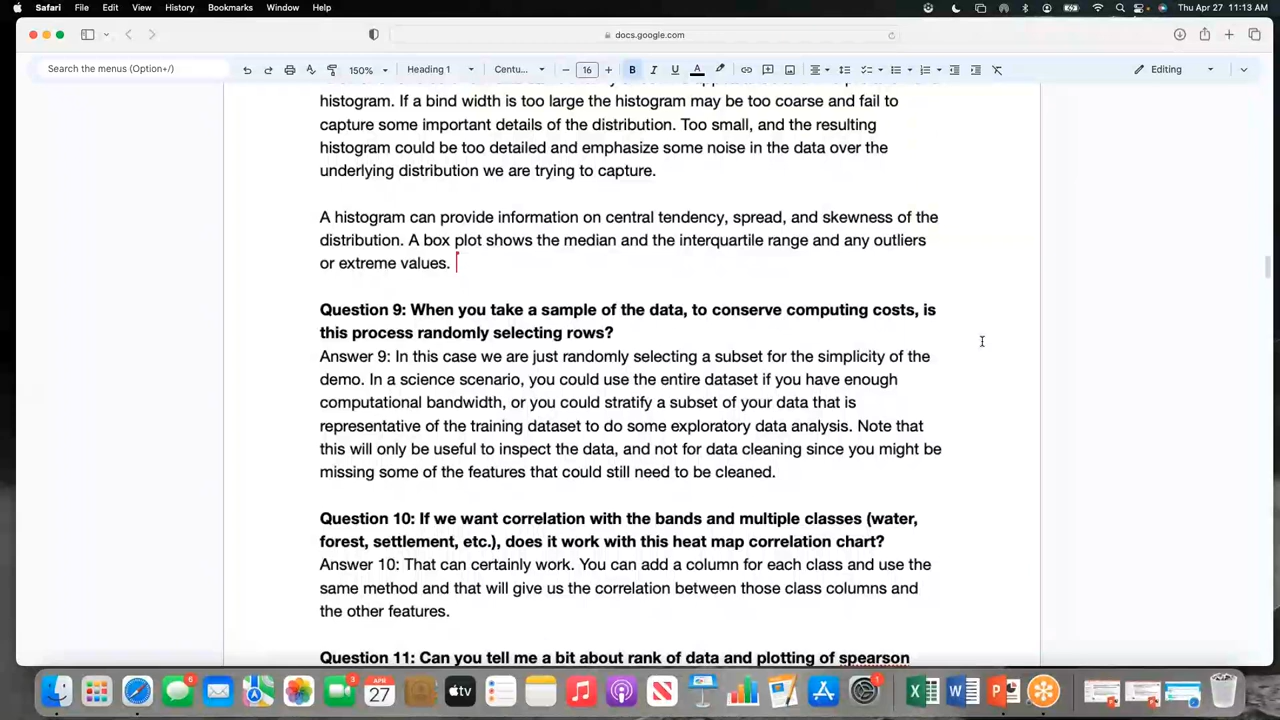 Safari File Edit View History Bookmarks Window Help Thu Apr 27 11:13 AM
docs.google.com
Search the menus (Option+/) 150% Heading 1 Centu... 16 B I U A Editing
histogram. If a bind width is too large the histogram may be too coarse and fail to
capture some important details of the distribution. Too small, and the resulting
histogram could be too detailed and emphasize some noise in the data over the
underlying distribution we are trying to capture.
A histogram can provide information on central tendency, spread, and skewness of the
distribution. A box plot shows the median and the interquartile range and any outliers
or extreme values.
Question 9: When you take a sample of the data, to conserve computing costs, is
this process randomly selecting rows?
Answer 9: In this case we are just randomly selecting a subset for the simplicity of the
demo. In a science scenario, you could use the entire dataset if you have enough
computational bandwidth, or you could stratify a subset of your data that is
representative of the training dataset to do some exploratory data analysis. Note that
this will only be useful to inspect the data, and not for data cleaning since you might be
missing some of the features that could still need to be cleaned.
Question 10: If we want correlation with the bands and multiple classes (water,
forest, settlement, etc.), does it work with this heat map correlation chart?
Answer 10: That can certainly work. You can add a column for each class and use the
same method and that will give us the correlation between those class columns and
the other features.
Question 11: Can you tell me a bit about rank of data and plotting of spearson
6 3 APR 27 tv 1